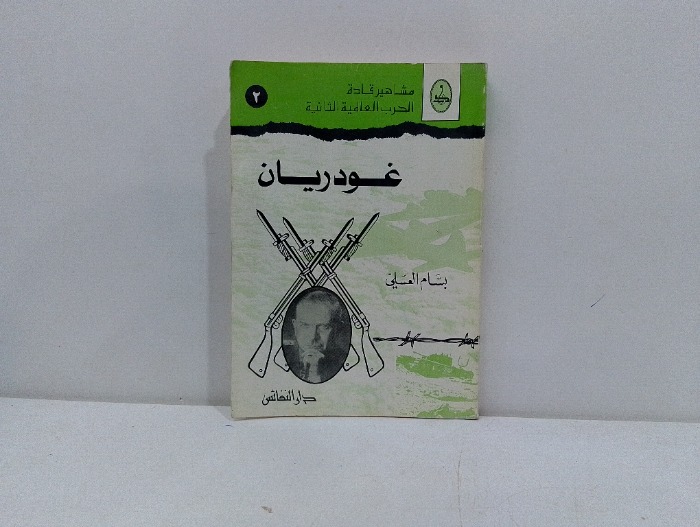 مشاهير قادة
الحرب العالمية الثانية
٢
غودريان
بسام العسلي
دار النفائس